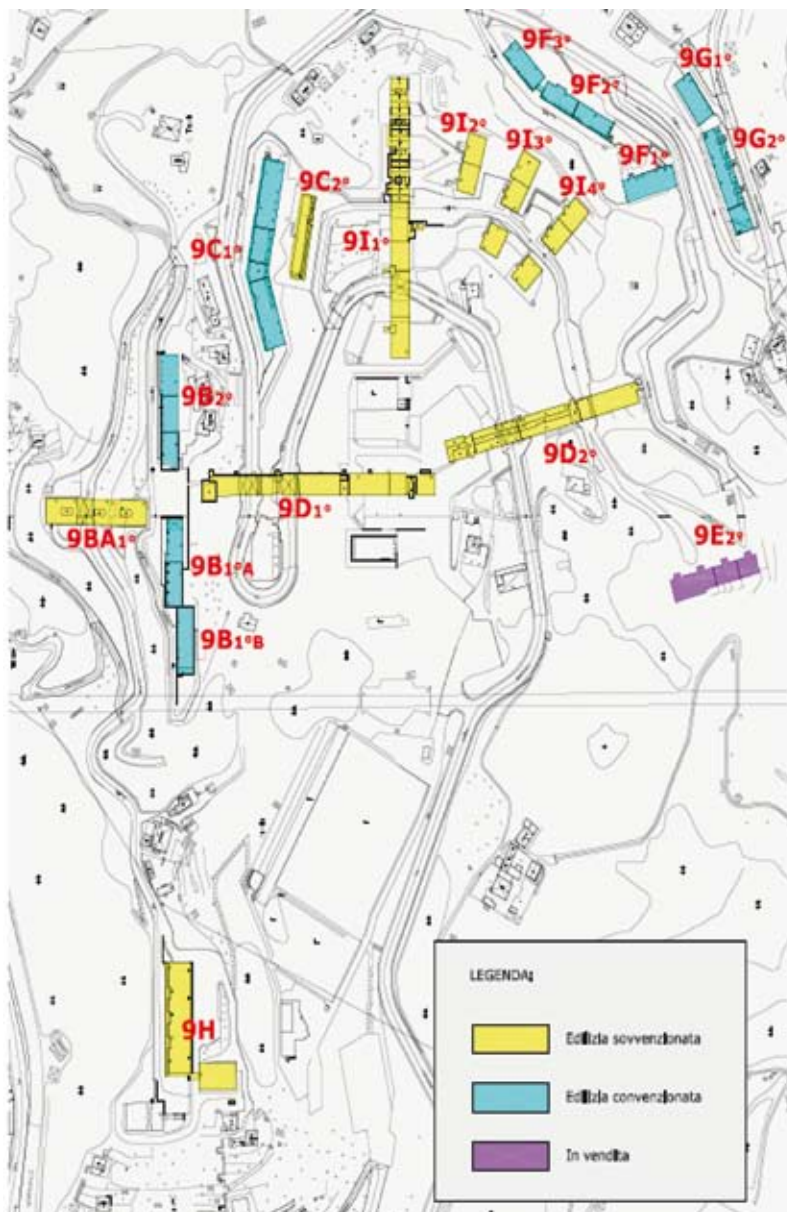 9F3°
9F2°
9G1°
9I2°
9I3°
9G2°
9F1°
9C2°
9I4°
9C1°
9I1°
9B2°
9D2°
9D1°
9BA1°
9E2°
9B1°A
9B1°B
9H
LEGENDA:
Edilizia sovvenzionata
Edilizia convenzionata
In vendita